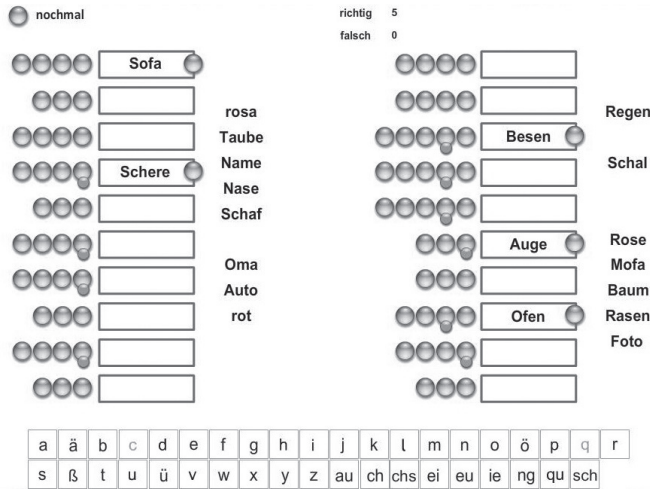 nochmal
richtig 5
falsch 0
Sofa
rosa
Taube
Name
Schere
Nase
Schaf
Oma
Auto
rot
Regen
Besen
Schal
Auge
Rose
Mofa
Baum
Ofen
Rasen
Foto
a ä b c d e f g h i j k l m n o ö p q r
s ß t u ü v w x y z au ch chs ei eu ie ng qu sch